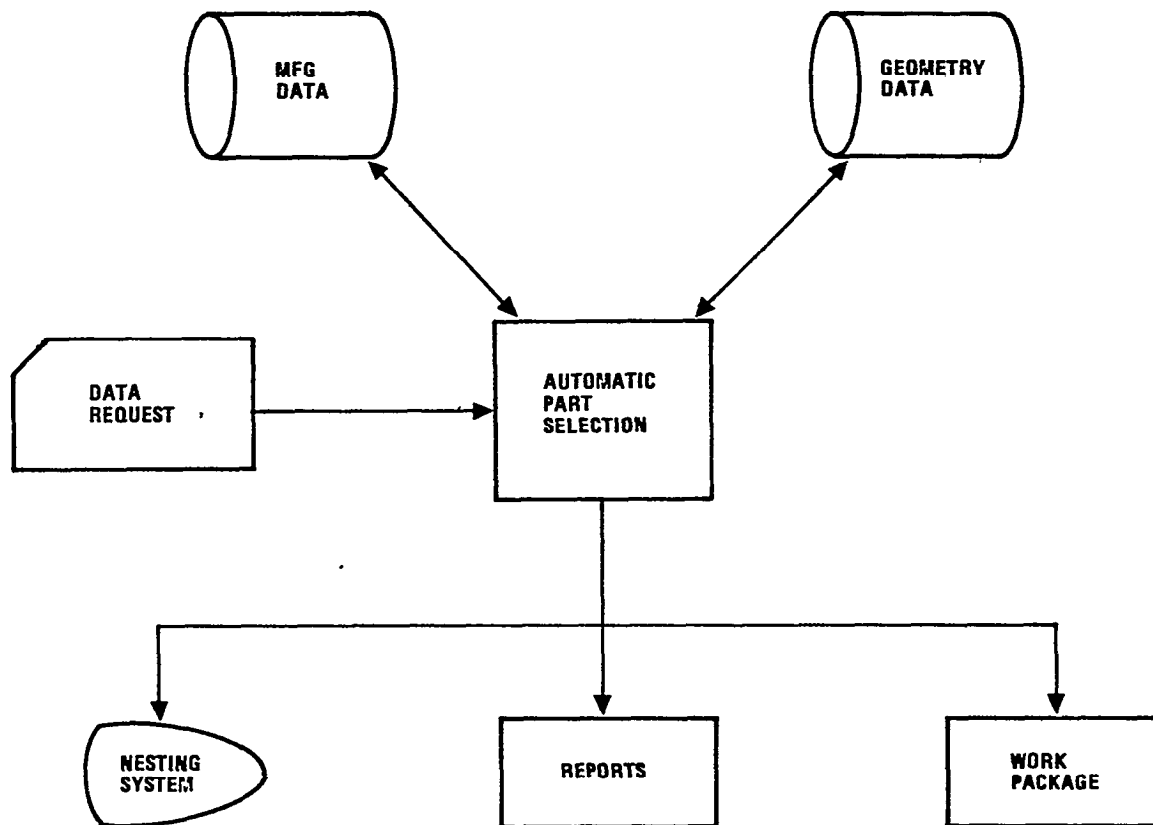 MFG
DATA
GEOMETRY
DATA
DATA
REQUEST
AUTOMATIC
PART
SELECTION
NESTING
SYSTEM
REPORTS
WORK
PACKAGE